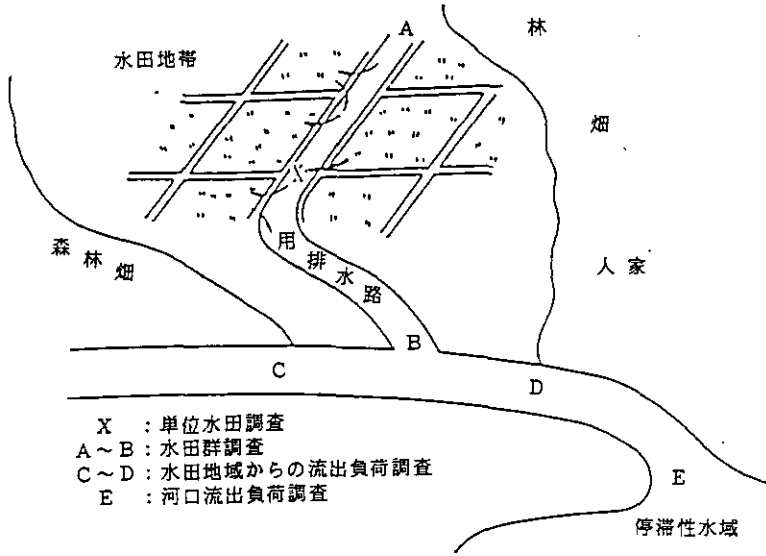 A
林
水田地帯
畑
X
用排水路
森林畑
人家
B
C
D
X : 単位水田調査
A～B : 水田群調査
C～D : 水田地域からの流出負荷調査
E : 河口流出負荷調査
E
停滞性水域